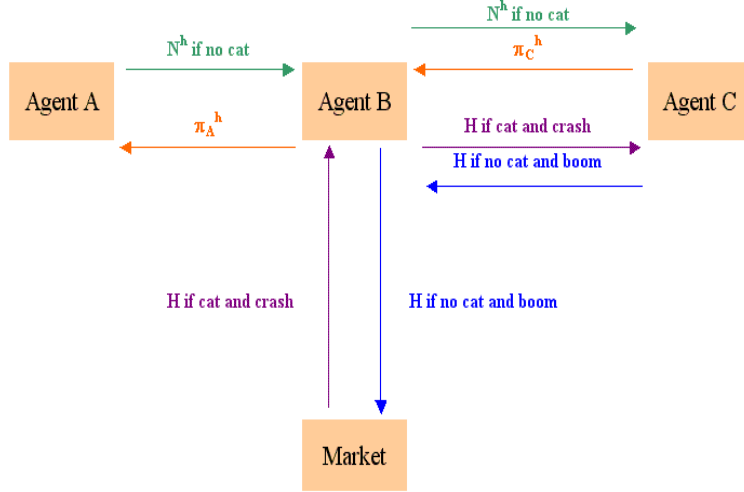 N^h if no cat
N^h if no cat
π_C^h
Agent A
Agent B
Agent C
π_A^h
H if cat and crash
H if no cat and boom
H if cat and crash
H if no cat and boom
Market